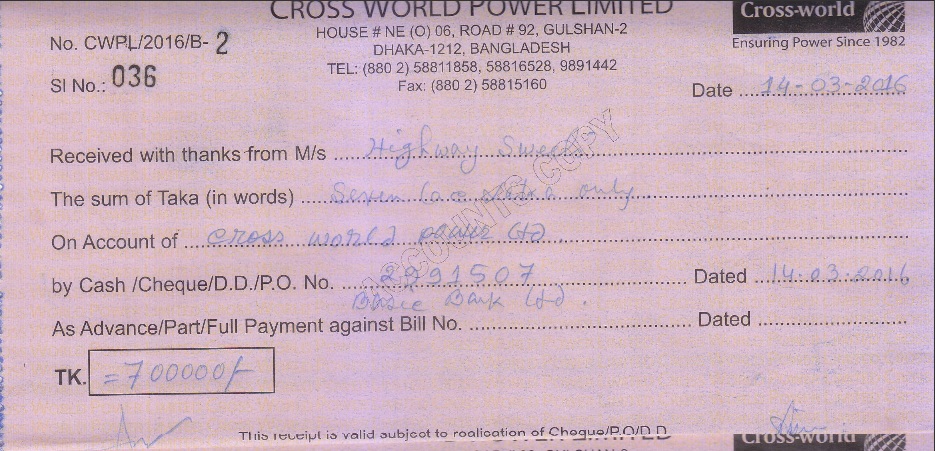 CROSS WORLD POWER LIMITED
Cross-world
No. CWPL/2016/B- 2
HOUSE # NE (O) 06, ROAD # 92, GULSHAN-2
Ensuring Power Since 1982
DHAKA-1212, BANGLADESH
Sl No.: 036
TEL: (880 2) 58811858, 58816528, 9891442
Fax: (880 2) 58815160
Date 14-03-2016
Received with thanks from M/s Highway Sweets
ACCOUNTS COPY
The sum of Taka (in words) Seven lac taka only.
On Account of Cross world power Ltd.
by Cash /Cheque/D.D./P.O. No. 2991507 Dated 14-03-2016
Basic Bank Ltd.
As Advance/Part/Full Payment against Bill No. Dated
TK. =700000/-
This receipt is valid subject to realication of Cheque/P.O/D.D
Cross-world